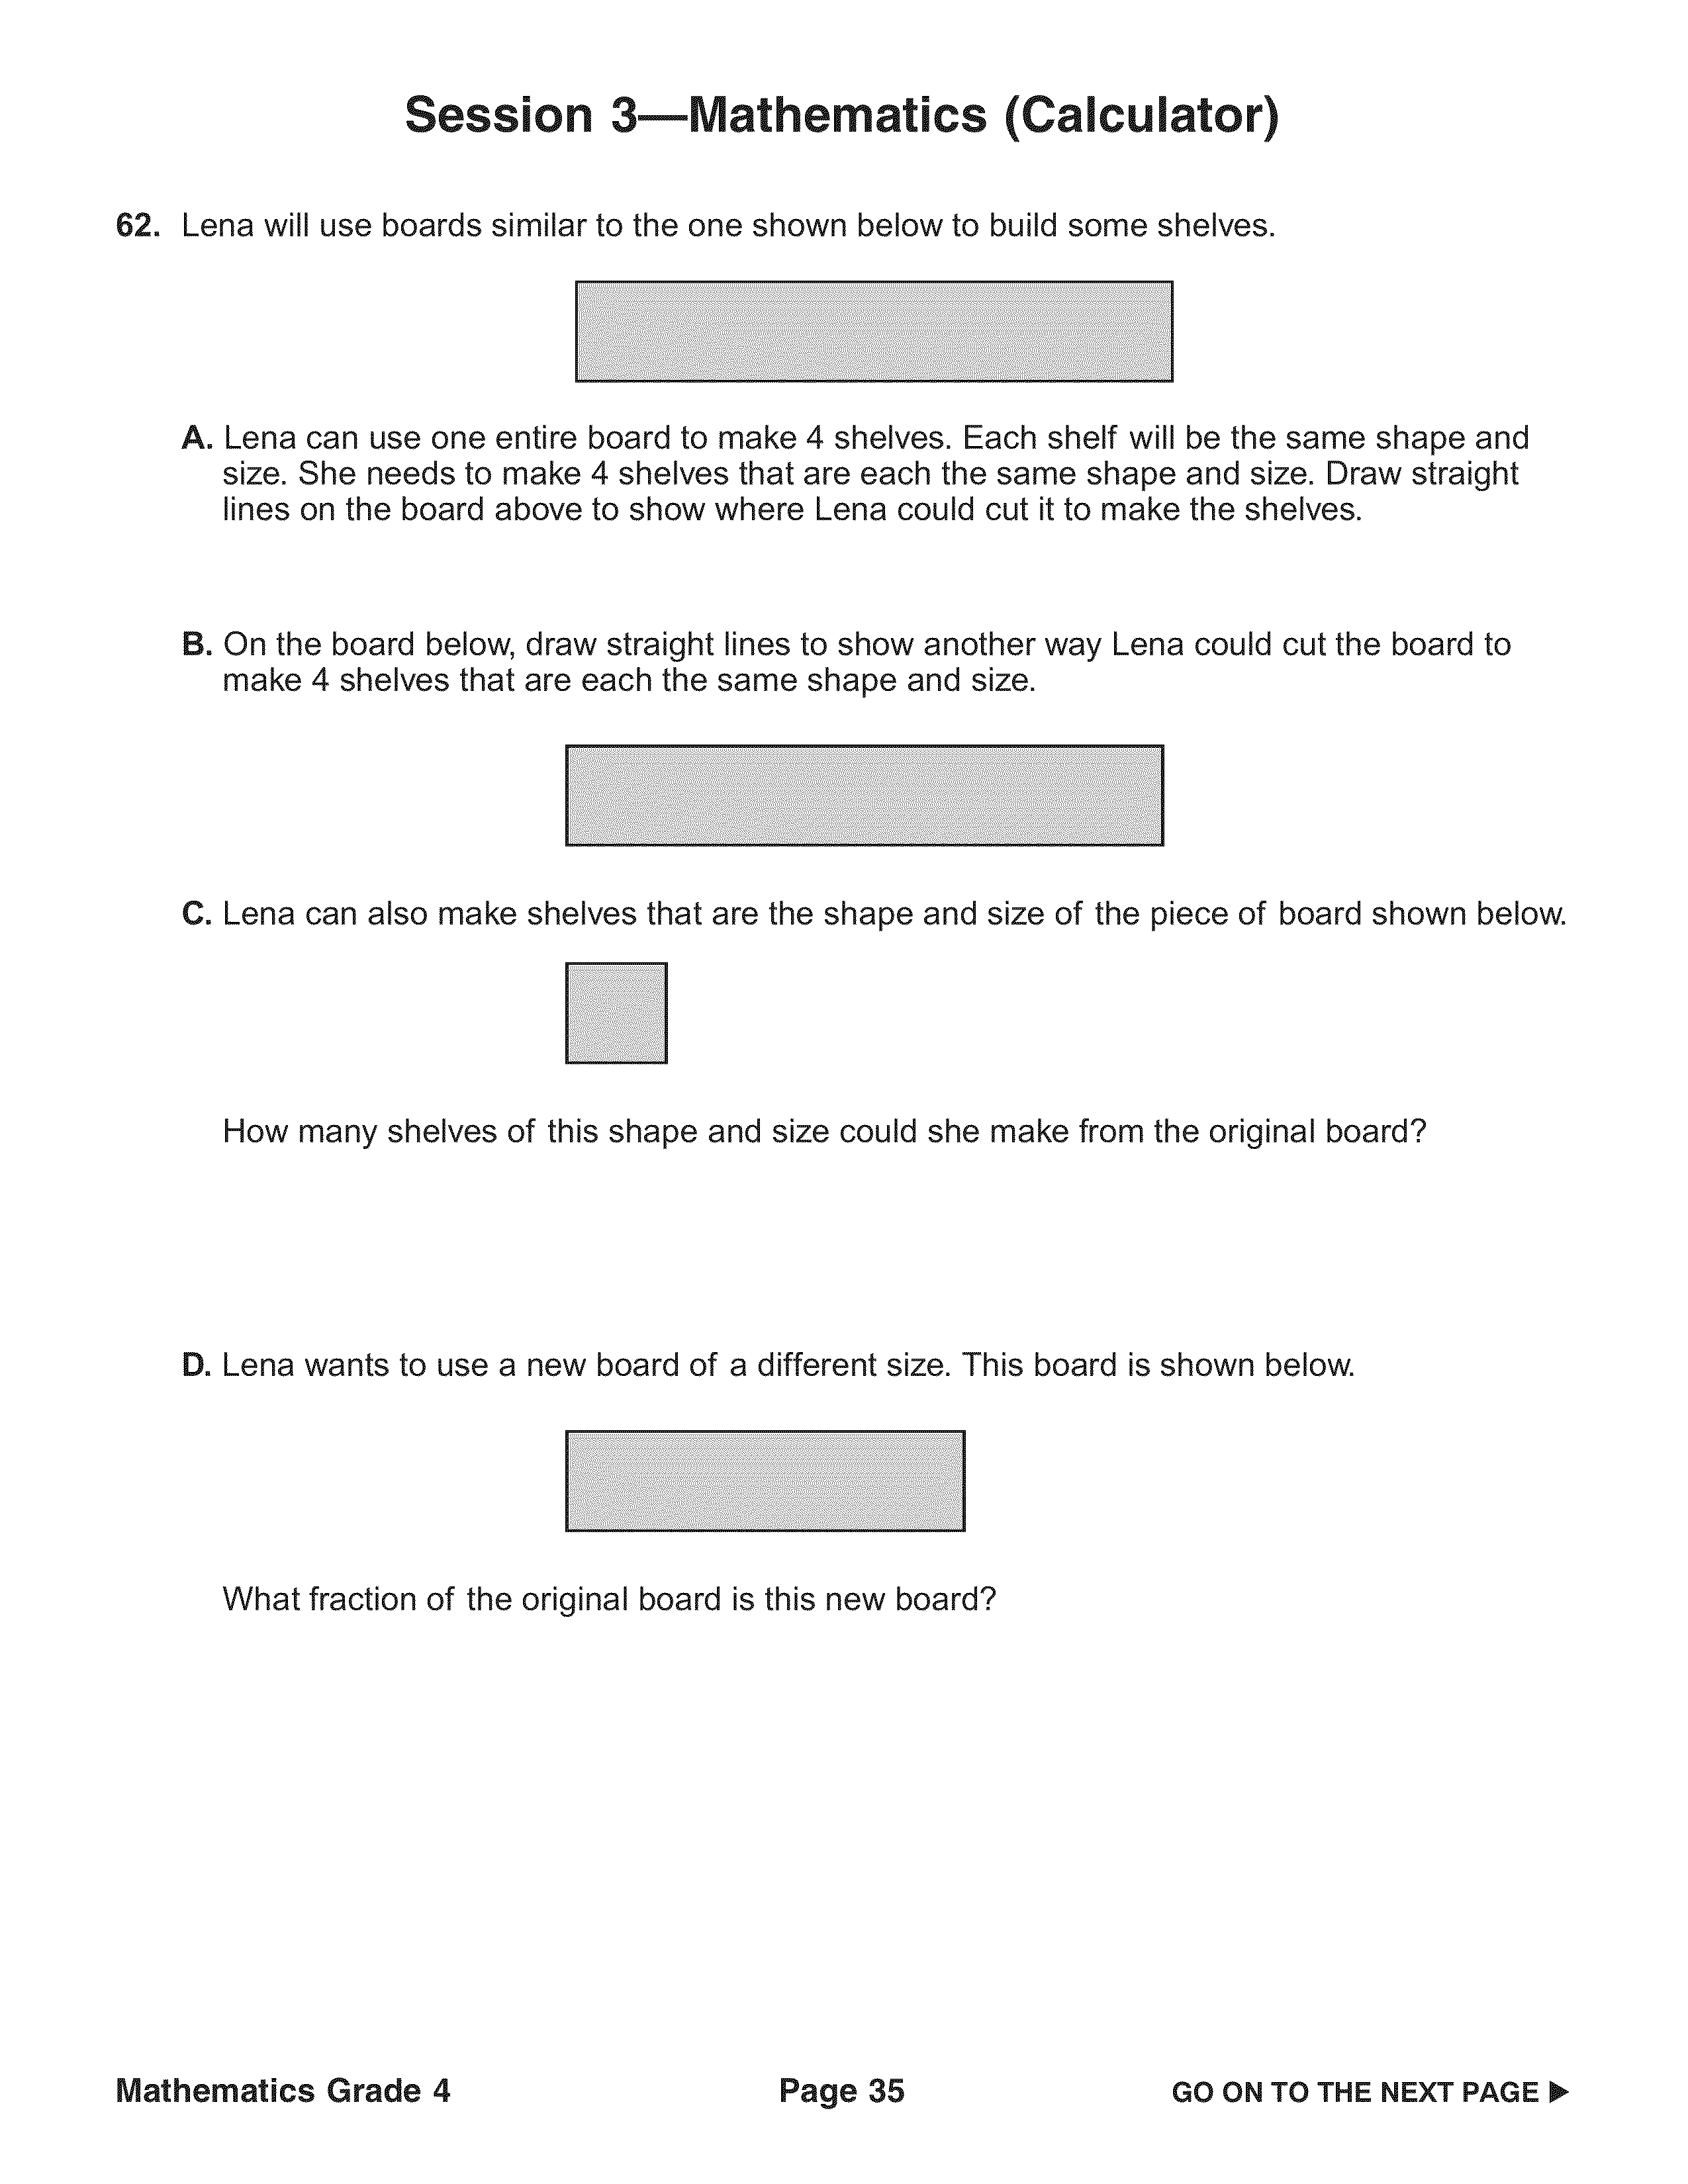 Session 3—Mathematics (Calculator)
62. Lena will use boards similar to the one shown below to build some shelves.
A. Lena can use one entire board to make 4 shelves. Each shelf will be the same shape and
size. She needs to make 4 shelves that are each the same shape and size. Draw straight
lines on the board above to show where Lena could cut it to make the shelves.
B. On the board below, draw straight lines to show another way Lena could cut the board to
make 4 shelves that are each the same shape and size.
C. Lena can also make shelves that are the shape and size of the piece of board shown below.
How many shelves of this shape and size could she make from the original board?
D. Lena wants to use a new board of a different size. This board is shown below.
What fraction of the original board is this new board?
Mathematics Grade 4 Page 35 GO ON TO THE NEXT PAGE ►